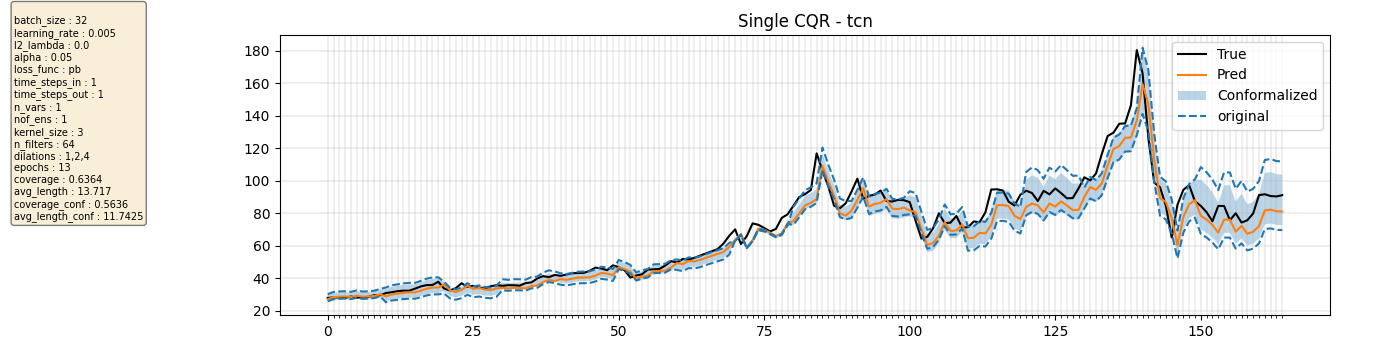 batch_size : 32
learning_rate : 0.005
l2_lambda : 0.0
alpha : 0.05
loss_func : pb
time_steps_in : 1
time_steps_out : 1
n_vars : 1
nof_ens : 1
kernel_size : 3
n_filters : 64
dilations : 1,2,4
epochs : 13
coverage : 0.6364
avg_length : 13.717
coverage_conf : 0.5636
avg_length_conf : 11.7425
Single CQR - tcn
180
160
140
120
100
80
60
40
20
0 25 50 75 100 125 150
True
Pred
Conformalized
original